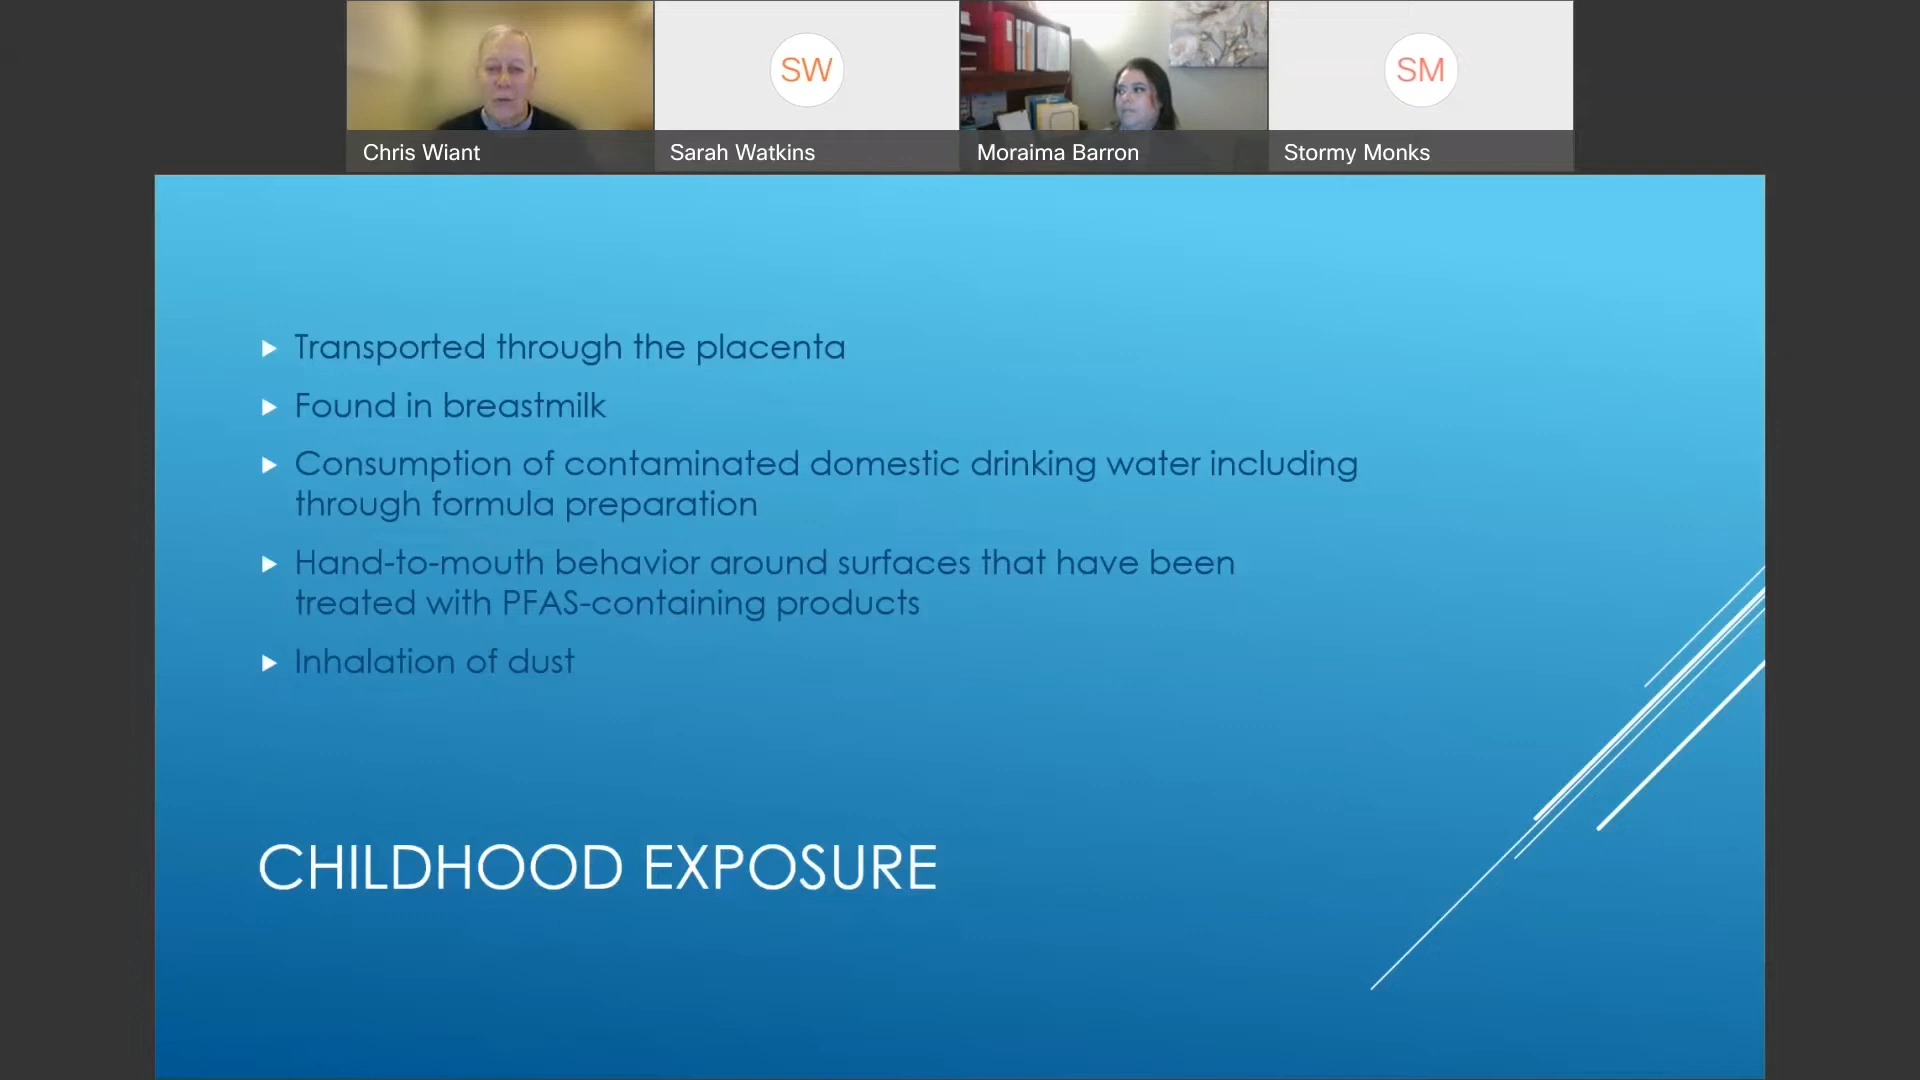 SW
SM
Chris Wiant
Sarah Watkins
Moraima Barron
Stormy Monks
Transported through the placenta
Found in breastmilk
Consumption of contaminated domestic drinking water including
through formula preparation
Hand-to-mouth behavior around surfaces that have been
treated with PFAS-containing products
Inhalation of dust
CHILDHOOD EXPOSURE